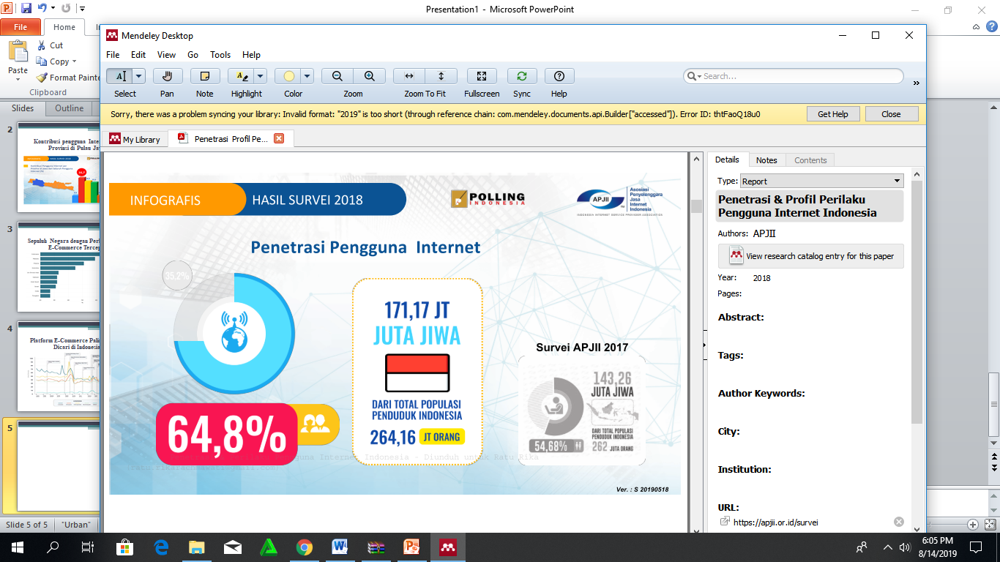 Presentation1 - Microsoft PowerPoint
File
Home
Paste
Cut
Copy
Format Painte
Clipboard
Slides
Outline
2
Kontribusi pengguna Inte
Provinsi di Pulau Jav
3
Sepuluh Negara dengan Perl
E-Commerce Tercep
4
Platform E-Commerce Pali
Dicari di Indonesia
5
Slide 5 of 5
"Urban"
Mendeley Desktop
File Edit View Go Tools Help
Select
Pan
Note
Highlight
Color
Zoom
Zoom To Fit
Fullscreen
Sync
Help
Search...
Sorry, there was a problem syncing your library: Invalid format: "2019" is too short (through reference chain: com.mendeley.documents.api.Builder["accessed"]). Error ID: thtFaoQ18u0
Get Help
Close
My Library
Penetrasi Profil Pe...
INFOGRAFIS
HASIL SURVEI 2018
POLLING
INDONESIA
APJII
Asosiasi
Penyelenggara
Jasa
Internet
Indonesia
INDONESIA INTERNET SERVICE PROVIDER ASSOCIATION
Penetrasi Pengguna Internet
35,2%
64,8%
171,17 JT
JUTA JIWA
DARI TOTAL POPULASI
PENDUDUK INDONESIA
264,16 JT ORANG
Survei APJII 2017
143,26
JUTA JIWA
54,68%
DARI TOTAL POPULASI
PENDUDUK INDONESIA
262 JUTA ORANG
Internet Indonesia - Diunduh untuk Ratu Rika
Ver. : S 20190518
Details
Notes
Contents
Type: Report
Penetrasi & Profil Perilaku
Pengguna Internet Indonesia
Authors: APJII
View research catalog entry for this paper
Year: 2018
Pages:
Abstract:
Tags:
Author Keywords:
City:
Institution:
URL:
https://apjii.or.id/survei
6:05 PM
8/14/2019